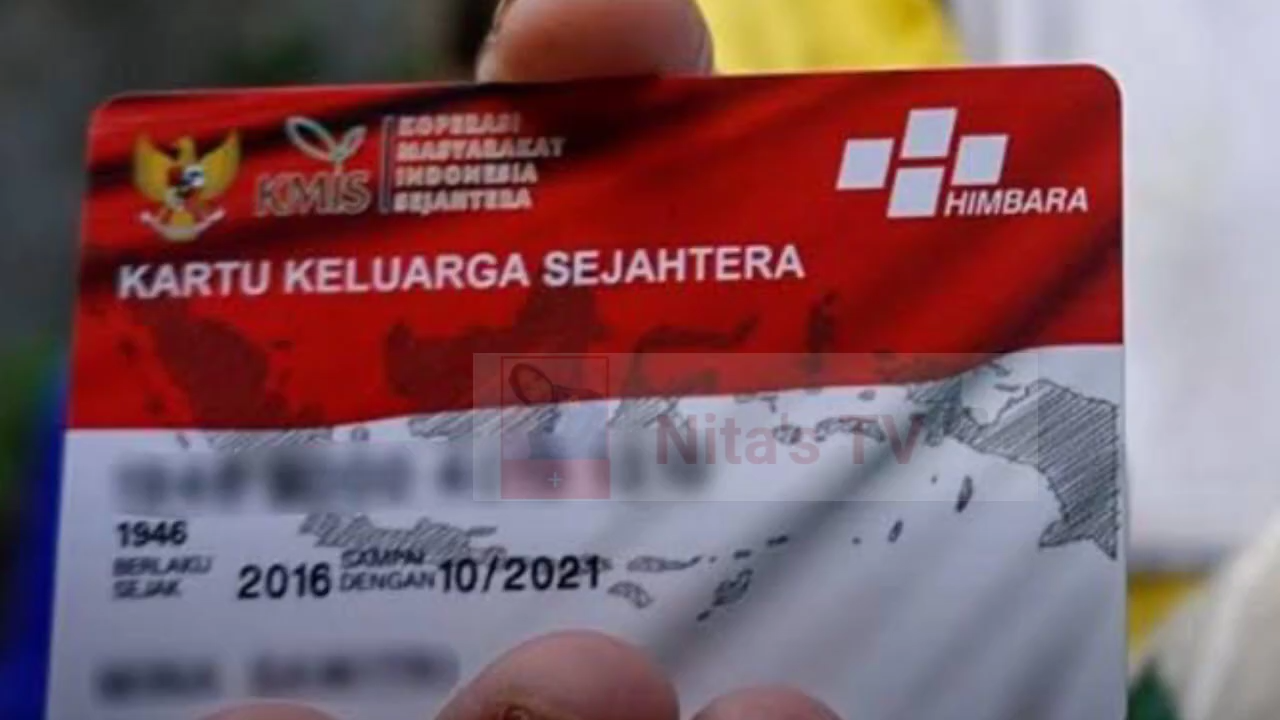 KMIS
KOPERASI
MASYARAKAT
INDONESIA
SEJAHTERA
HIMBARA
KARTU KELUARGA SEJAHTERA
Nita's TV
1946
BERLAKU
SEJAK
2016
SAMPAI
DENGAN
10/2021